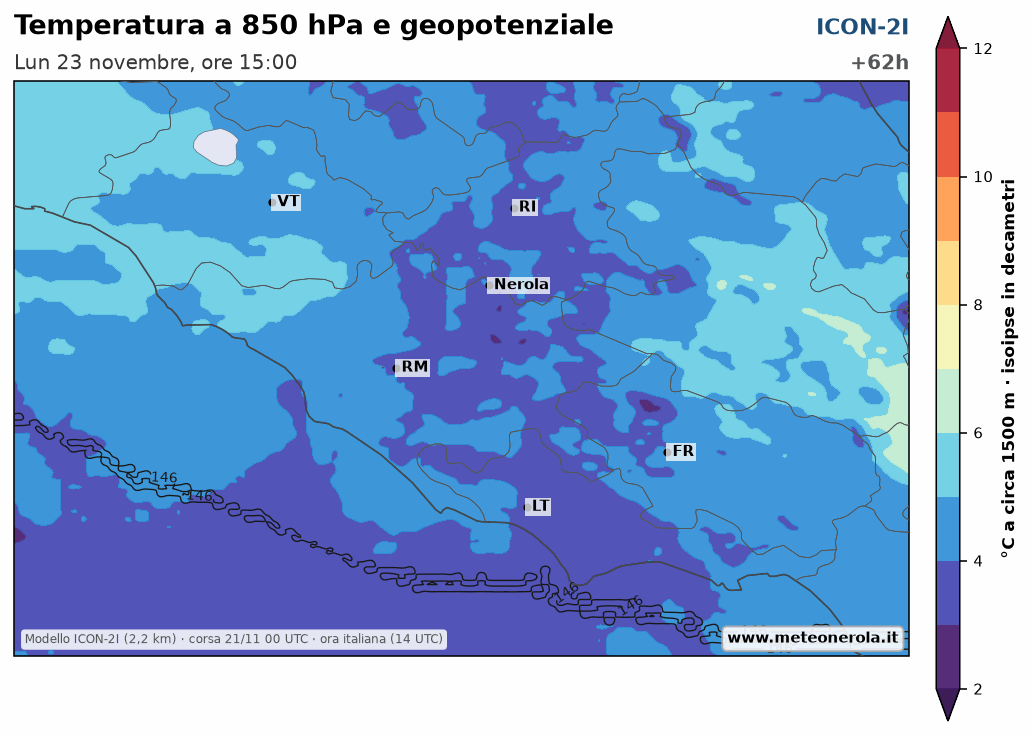 Temperatura a 850 hPa e geopotenziale
ICON-2I
Lun 23 novembre, ore 15:00
+62h
12
10
8
6
4
2
°C a circa 1500 m · isoipse in decametri
VT
RI
Nerola
RM
FR
LT
146
146
146
146
Modello ICON-2I (2,2 km) · corsa 21/11 00 UTC · ora italiana (14 UTC)
www.meteonerola.it